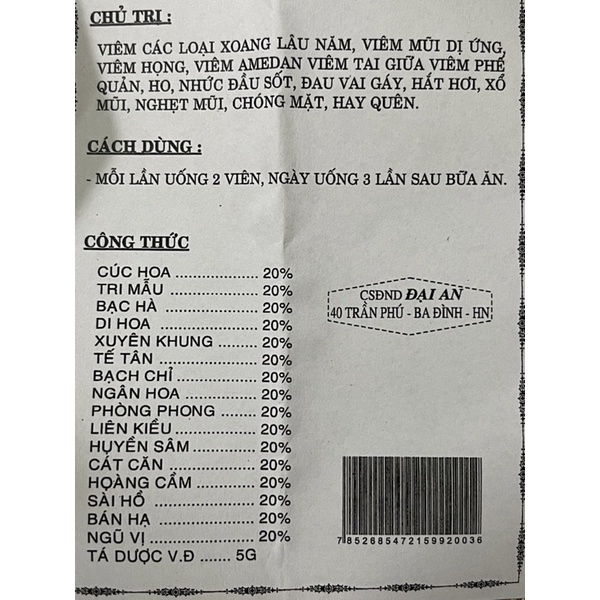 CHỦ TRỊ :
VIÊM CÁC LOẠI XOANG LÂU NĂM, VIÊM MŨI DỊ ỨNG,
VIÊM HỌNG, VIÊM AMEDAN VIÊM TAI GIỮA VIÊM PHẾ
QUẢN, HO, NHỨC ĐẦU SỐT, ĐAU VAI GÁY, HẮT HƠI, XỔ
MŨI, NGHẸT MŨI, CHÓNG MẶT, HAY QUÊN.
CÁCH DÙNG :
- MỖI LẦN UỐNG 2 VIÊN, NGÀY UỐNG 3 LẦN SAU BỮA ĂN.
CÔNG THỨC
CÚC HOA .................. 20%
TRI MẪU .................... 20%
BẠC HÀ ..................... 20%
DI HOA ...................... 20%
XUYÊN KHUNG ......... 20%
TẾ TÂN ...................... 20%
BẠCH CHỈ ................. 20%
NGÂN HOA ............... 20%
PHÒNG PHONG ........ 20%
LIÊN KIỀU ................. 20%
HUYỀN SÂM ............. 20%
CÁT CĂN .................. 20%
HOÀNG CẦM ............ 20%
SÀI HỒ ..................... 20%
BÁN HẠ .................... 20%
NGŨ VỊ ..................... 20%
TÁ DƯỢC V.Đ ....... 5G
CSĐND ĐẠI AN
40 TRẦN PHÚ - BA ĐÌNH - HN
7852885472159920036